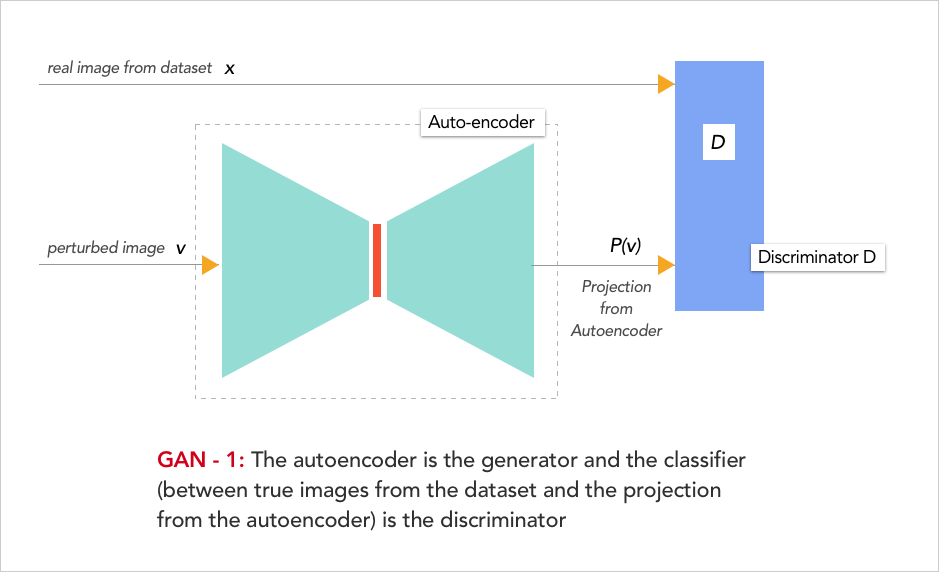 real image from dataset x
Auto-encoder
D
perturbed image v
P(v)
Discriminator D
Projection
from
Autoencoder
GAN - 1: The autoencoder is the generator and the classifier
(between true images from the dataset and the projection
from the autoencoder) is the discriminator